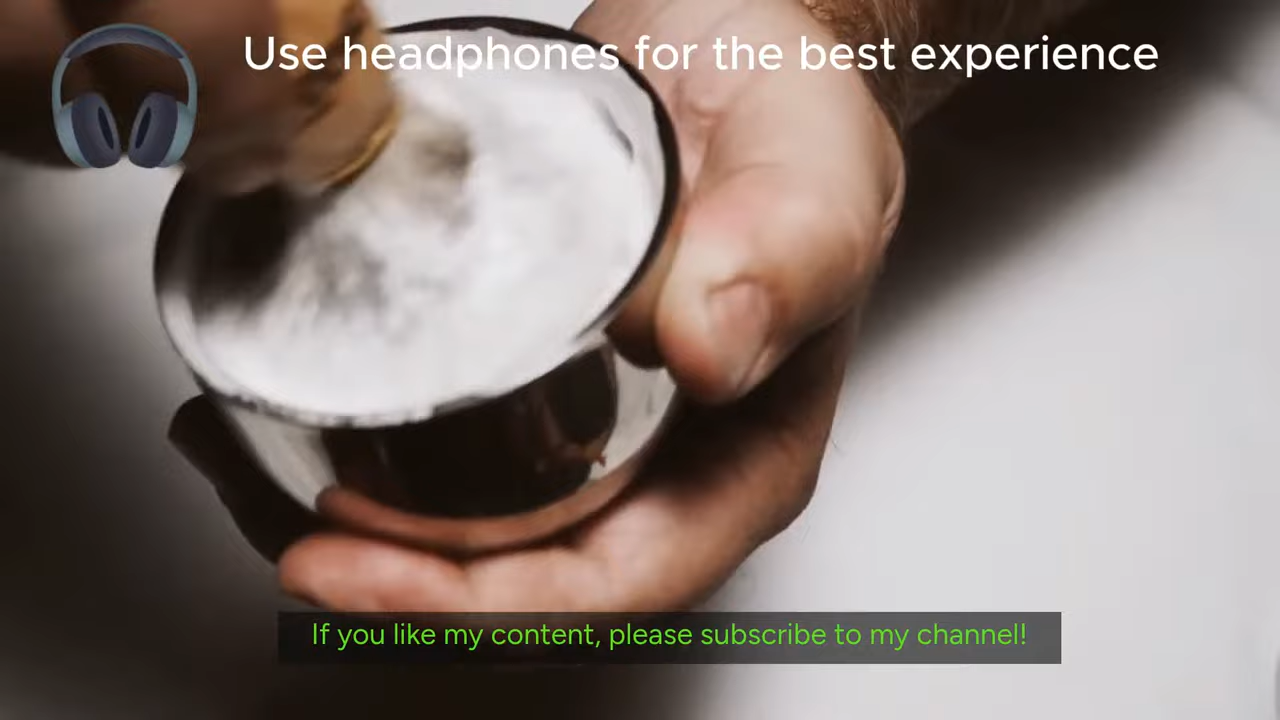 Use headphones for the best experience
If you like my content, please subscribe to my channel!